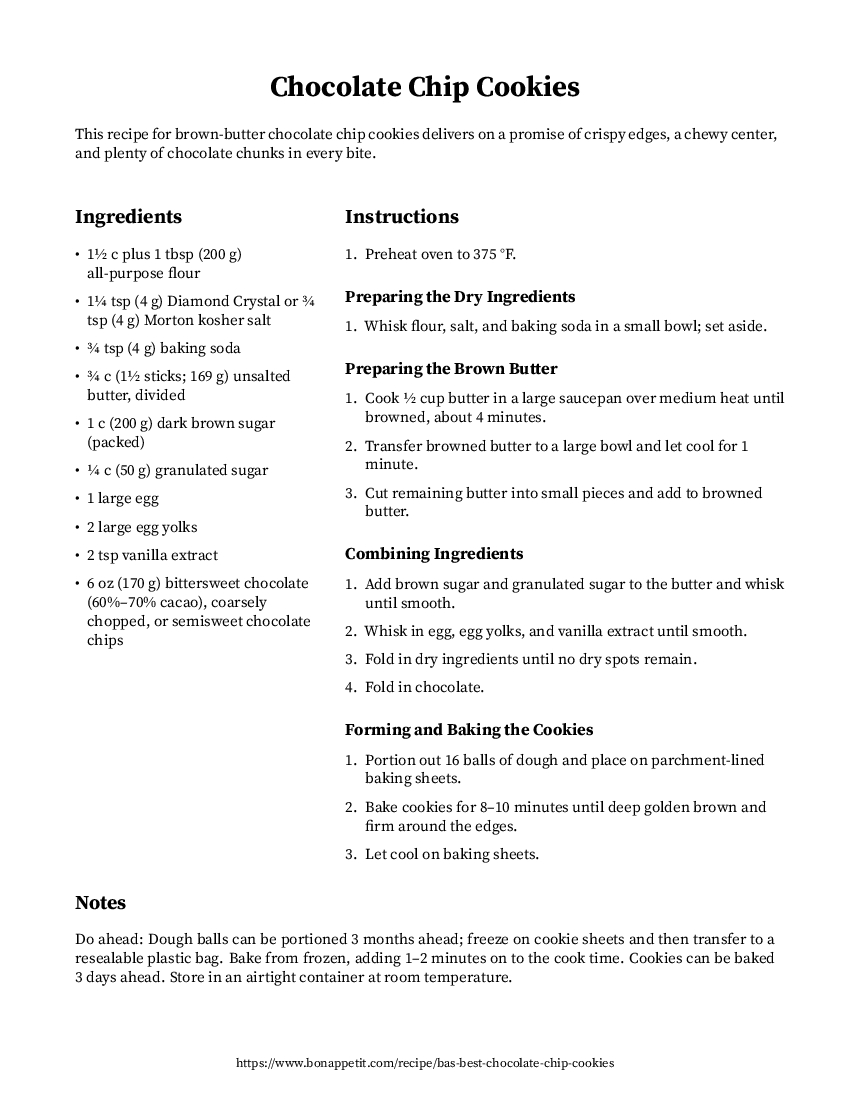 Chocolate Chip Cookies
This recipe for brown-butter chocolate chip cookies delivers on a promise of crispy edges, a chewy center,
and plenty of chocolate chunks in every bite.
Ingredients
• 1½ c plus 1 tbsp (200 g)
all-purpose flour
• 1¼ tsp (4 g) Diamond Crystal or ¾
tsp (4 g) Morton kosher salt
• ¾ tsp (4 g) baking soda
• ¾ c (1½ sticks; 169 g) unsalted
butter, divided
• 1 c (200 g) dark brown sugar
(packed)
• ¼ c (50 g) granulated sugar
• 1 large egg
• 2 large egg yolks
• 2 tsp vanilla extract
• 6 oz (170 g) bittersweet chocolate
(60%–70% cacao), coarsely
chopped, or semisweet chocolate
chips
Instructions
1. Preheat oven to 375 °F.
Preparing the Dry Ingredients
1. Whisk flour, salt, and baking soda in a small bowl; set aside.
Preparing the Brown Butter
1. Cook ½ cup butter in a large saucepan over medium heat until
browned, about 4 minutes.
2. Transfer browned butter to a large bowl and let cool for 1
minute.
3. Cut remaining butter into small pieces and add to browned
butter.
Combining Ingredients
1. Add brown sugar and granulated sugar to the butter and whisk
until smooth.
2. Whisk in egg, egg yolks, and vanilla extract until smooth.
3. Fold in dry ingredients until no dry spots remain.
4. Fold in chocolate.
Forming and Baking the Cookies
1. Portion out 16 balls of dough and place on parchment-lined
baking sheets.
2. Bake cookies for 8–10 minutes until deep golden brown and
firm around the edges.
3. Let cool on baking sheets.
Notes
Do ahead: Dough balls can be portioned 3 months ahead; freeze on cookie sheets and then transfer to a
resealable plastic bag. Bake from frozen, adding 1–2 minutes on to the cook time. Cookies can be baked
3 days ahead. Store in an airtight container at room temperature.
https://www.bonappetit.com/recipe/bas-best-chocolate-chip-cookies